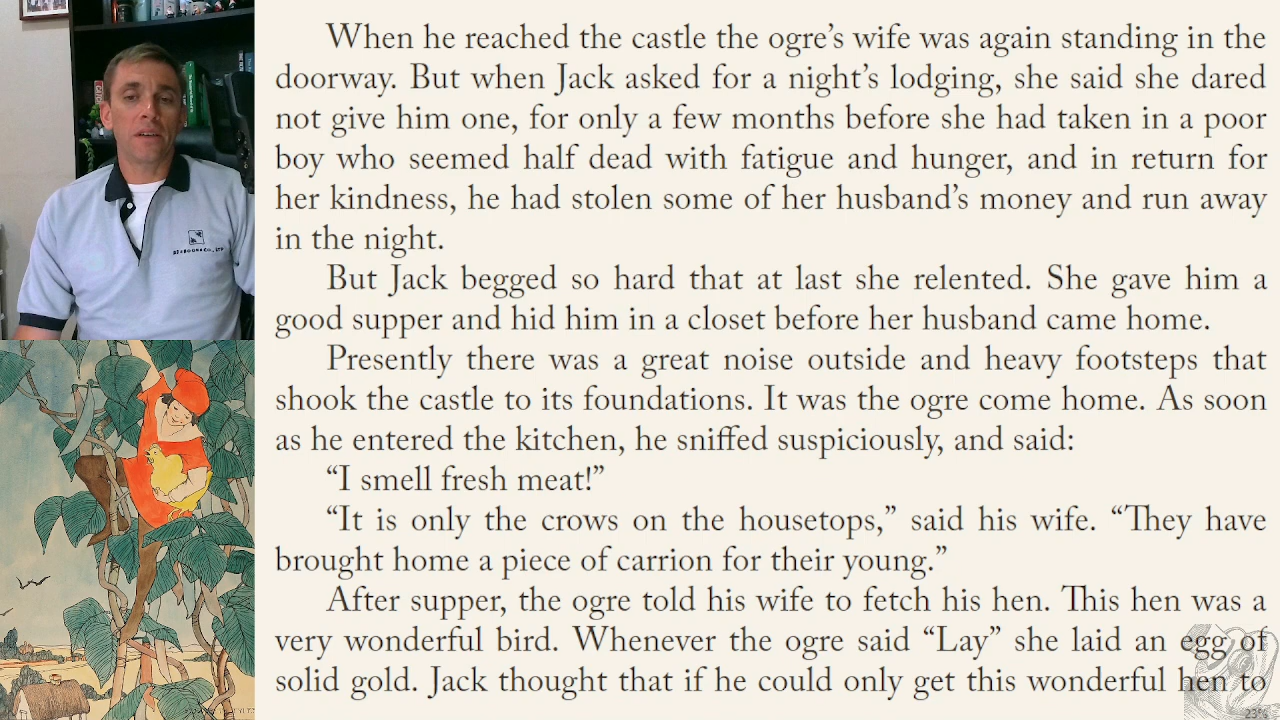 When he reached the castle the ogre’s wife was again standing in the
doorway. But when Jack asked for a night’s lodging, she said she dared
not give him one, for only a few months before she had taken in a poor
boy who seemed half dead with fatigue and hunger, and in return for
her kindness, he had stolen some of her husband’s money and run away
in the night.
But Jack begged so hard that at last she relented. She gave him a
good supper and hid him in a closet before her husband came home.
Presently there was a great noise outside and heavy footsteps that
shook the castle to its foundations. It was the ogre come home. As soon
as he entered the kitchen, he sniffed suspiciously, and said:
“I smell fresh meat!”
“It is only the crows on the housetops,” said his wife. “They have
brought home a piece of carrion for their young.”
After supper, the ogre told his wife to fetch his hen. This hen was a
very wonderful bird. Whenever the ogre said “Lay” she laid an egg of
solid gold. Jack thought that if he could only get this wonderful hen to
23%